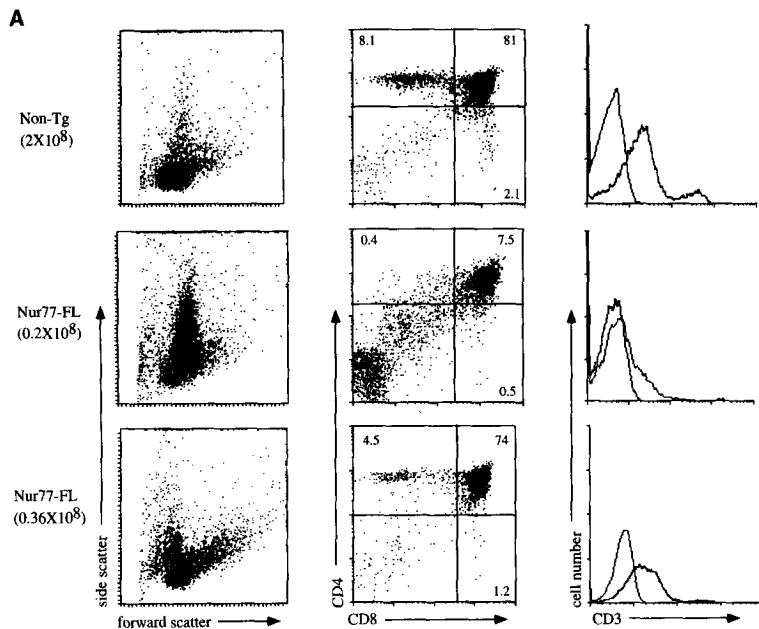 A
Non-Tg
(2X10⁸)
8.1
81
2.1
Nur77-FL
(0.2X10⁸)
0.4
7.5
0.5
Nur77-FL
(0.36X10⁸)
4.5
74
1.2
side scatter
forward scatter
CD4
CD8
cell number
CD3